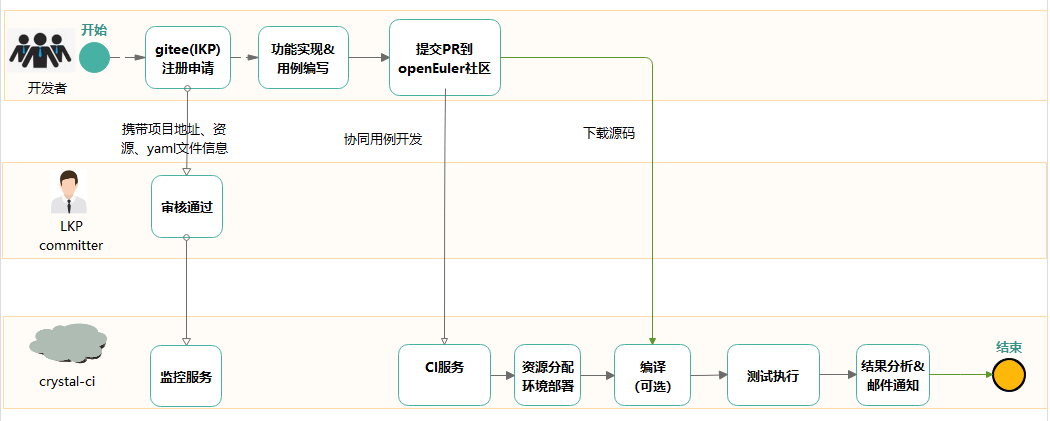 开始
gitee(IKP)
注册申请
功能实现&
用例编写
提交PR到
openEuler社区
开发者
携带项目地址、资
源、yaml文件信息
协同用例开发
下载源码
审核通过
LKP
committer
crystal-ci
监控服务
CI服务
资源分配
环境部署
编译
(可选)
测试执行
结果分析&
邮件通知
结束